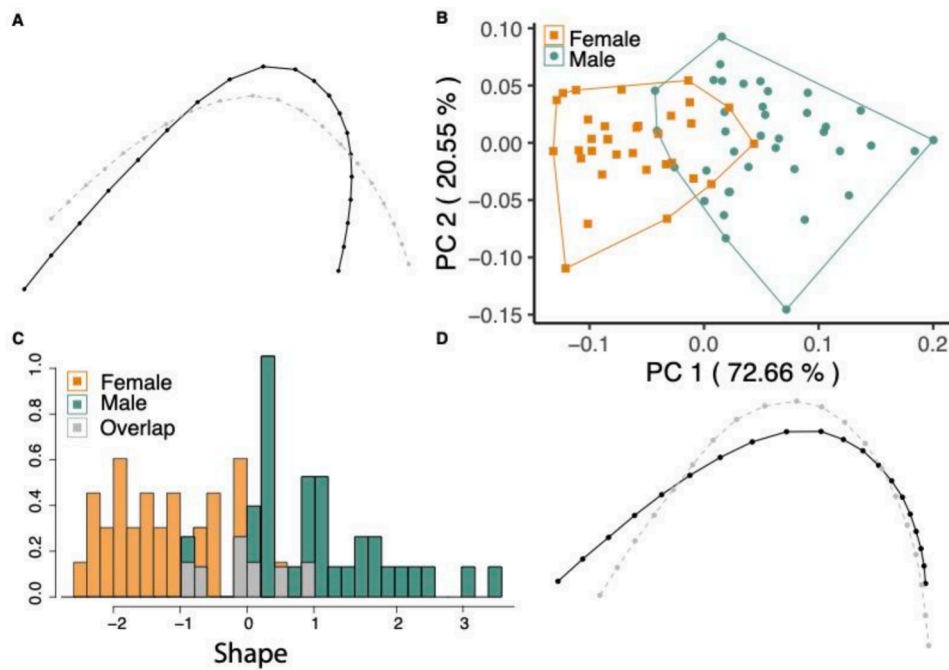 A
B
Female
Male
0.10
0.05
0.00
−0.05
−0.10
−0.15
PC 2 ( 20.55 % )
−0.1 0.0 0.1 0.2
PC 1 ( 72.66 % )
C
D
Female
Male
Overlap
1.0
0.8
0.6
0.4
0.2
0.0
−2 −1 0 1 2 3
Shape